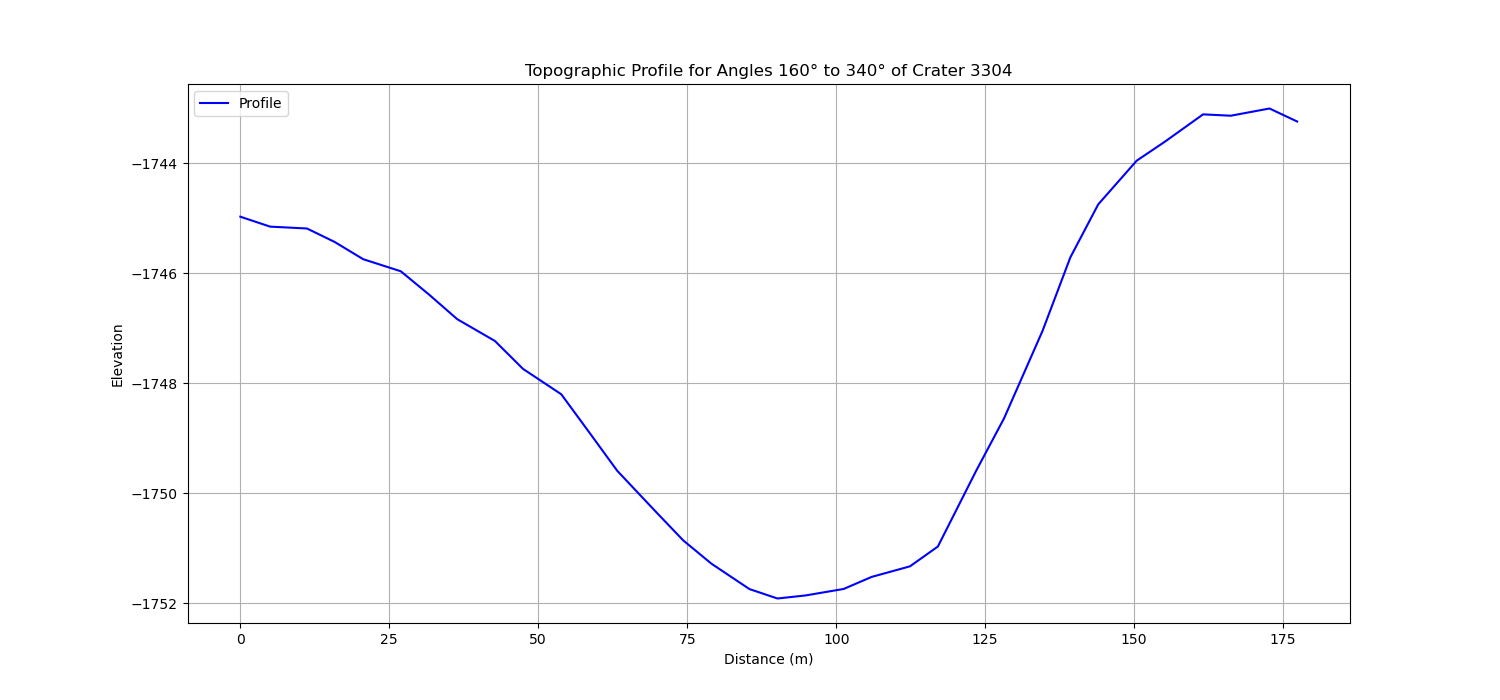 Topographic Profile for Angles 160° to 340° of Crater 3304
Profile
−1744
−1746
−1748
−1750
−1752
Elevation
0 25 50 75 100 125 150 175
Distance (m)